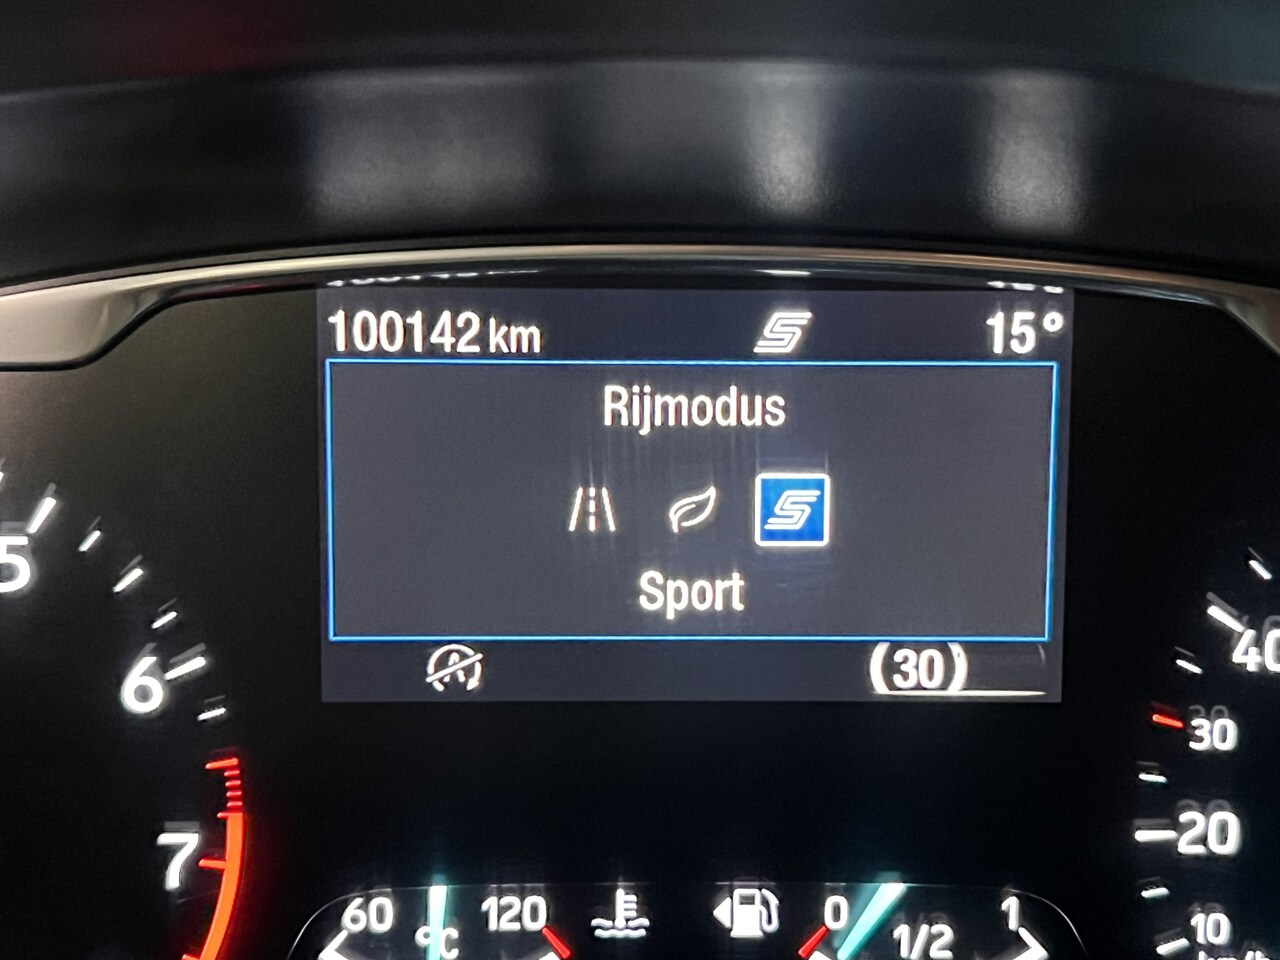 100142 km 15°
Rijmodus
Sport
A (30)
5
6
7
40
30
20
10
km/h
60 °C 120
0 1/2 1